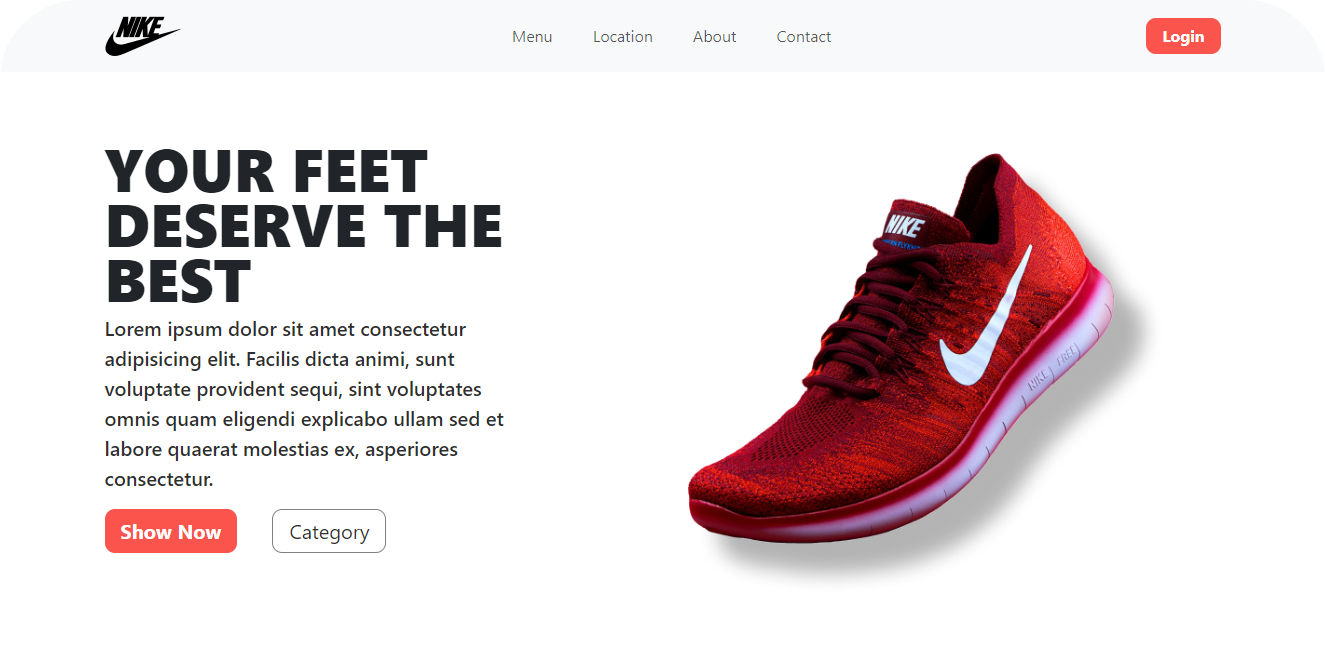 NIKE
Menu
Location
About
Contact
Login
YOUR FEET
DESERVE THE
BEST
Lorem ipsum dolor sit amet consectetur
adipisicing elit. Facilis dicta animi, sunt
voluptate provident sequi, sint voluptates
omnis quam eligendi explicabo ullam sed et
labore quaerat molestias ex, asperiores
consectetur.
Show Now
Category
NIKE
NIKE FREE